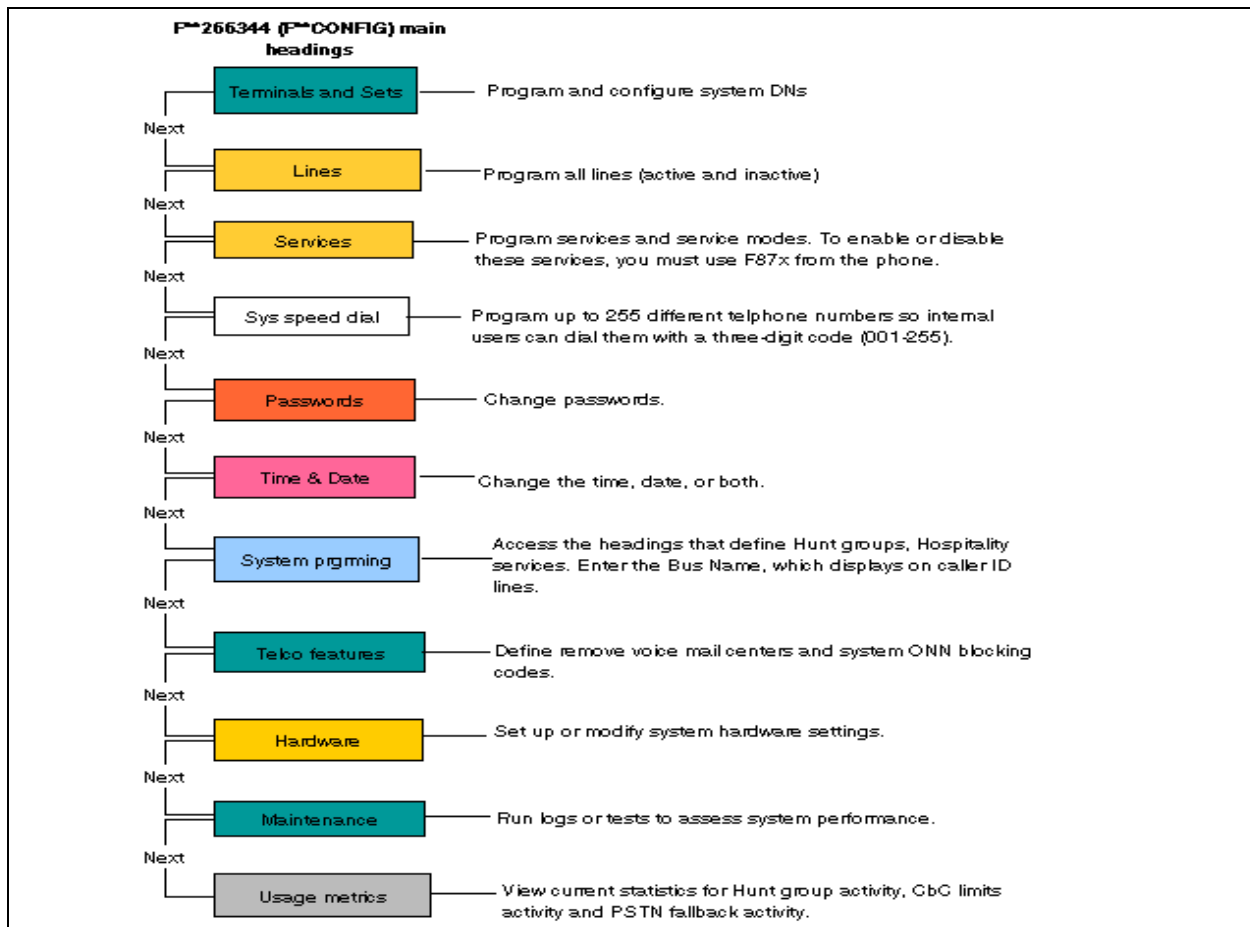 F**266344 (F**CONFIG) main
headings
Terminals and Sets
Program and configure system DNs
Next
Lines
Program all lines (active and inactive)
Next
Services
Program services and service modes. To enable or disable
these services, you must use F87x from the phone.
Next
Sys speed dial
Program up to 255 different telphone numbers so internal
users can dial them with a three-digit code (001-255).
Next
Passwords
Change passwords.
Next
Time & Date
Change the time, date, or both.
Next
System prgrming
Access the headings that define Hunt groups, Hospitality
services. Enter the Bus Name, which displays on caller ID
lines.
Next
Telco features
Define remove voice mail centers and system ONN blocking
codes.
Next
Hardware
Set up or modify system hardware settings.
Next
Maintenance
Run logs or tests to assess system performance.
Next
Usage metrics
View current statistics for Hunt group activity, CbC limits
activity and PSTN fallback activity.